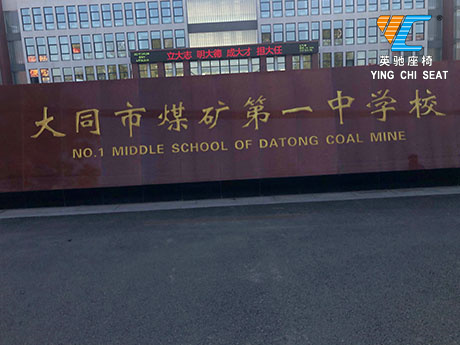 英驰座椅
YING CHI SEAT
立大志 明大德 成大才 担大任
大同市煤矿第一中学校
NO.1 MIDDLE SCHOOL OF DATONG COAL MINE